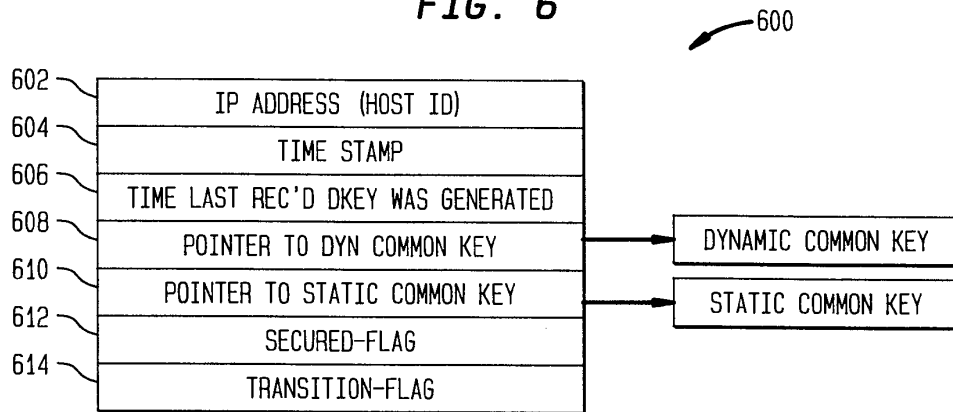 FIG. 6
600
602 IP ADDRESS (HOST ID)
604 TIME STAMP
606 TIME LAST REC'D DKEY WAS GENERATED
608 POINTER TO DYN COMMON KEY DYNAMIC COMMON KEY
610 POINTER TO STATIC COMMON KEY STATIC COMMON KEY
612 SECURED-FLAG
614 TRANSITION-FLAG